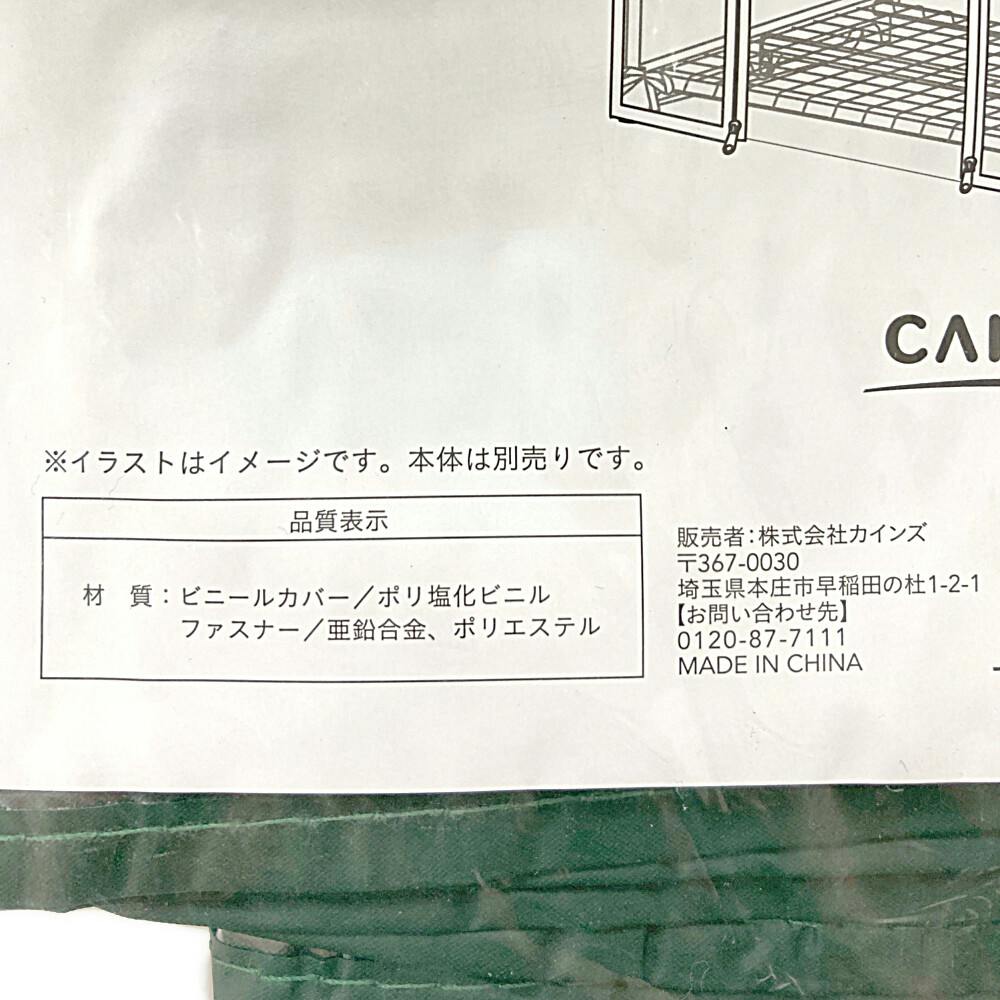 ※イラストはイメージです。本体は別売りです。
品質表示
材　質：ビニールカバー／ポリ塩化ビニル
ファスナー／亜鉛合金、ポリエステル
販売者：株式会社カインズ
〒367-0030
埼玉県本庄市早稲田の杜1-2-1
【お問い合わせ先】
0120-87-7111
MADE IN CHINA